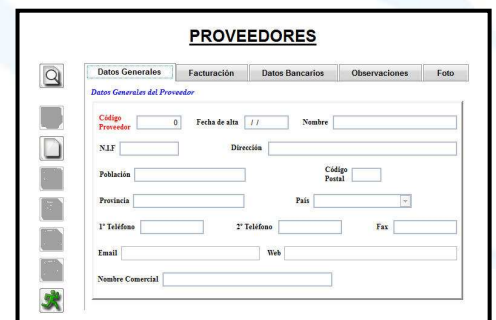 PROVEEDORES
Datos Generales Facturación Datos Bancarios Observaciones Foto
Datos Generales del Proveedor
Código Proveedor 0 Fecha de alta / / Nombre
N.I.F Dirección
Población Código Postal
Provincia País
1º Teléfono 2º Teléfono Fax
Email Web
Nombre Comercial